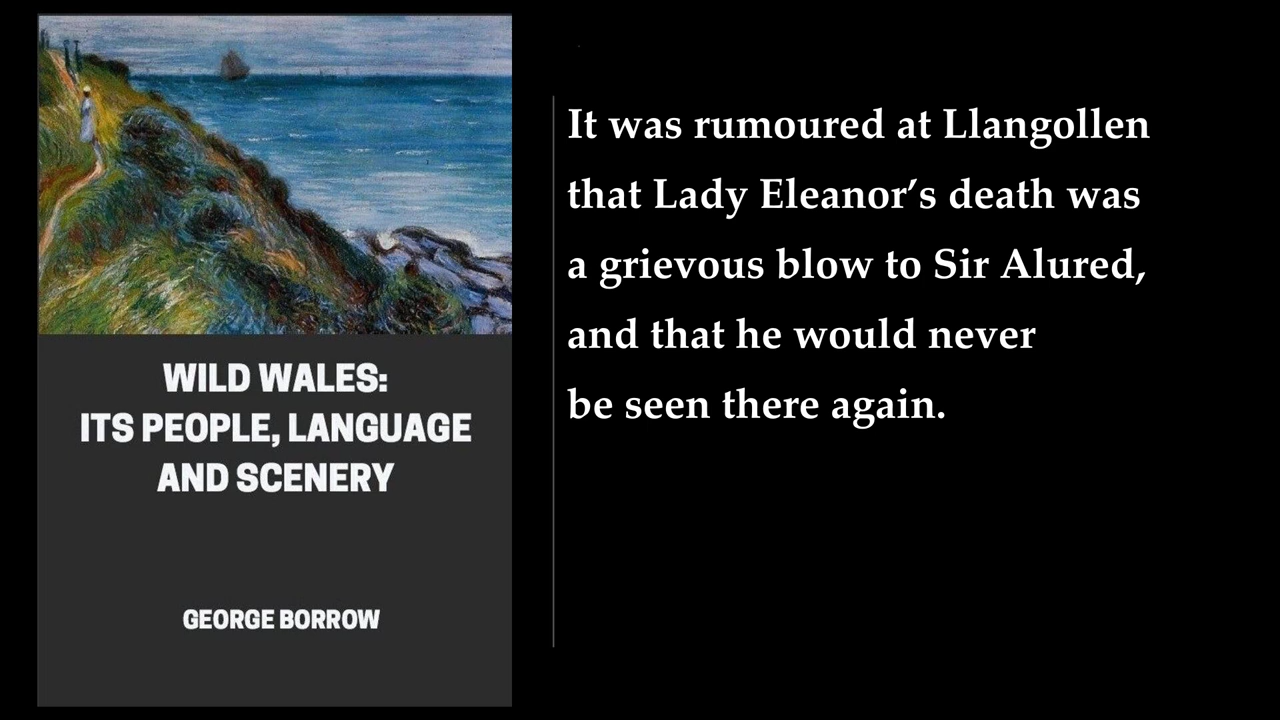 WILD WALES:
ITS PEOPLE, LANGUAGE
AND SCENERY
GEORGE BORROW
It was rumoured at Llangollen
that Lady Eleanor’s death was
a grievous blow to Sir Alured,
and that he would never
be seen there again.